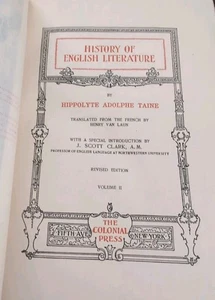 HISTORY OF
ENGLISH LITERATURE
BY
HIPPOLYTE ADOLPHE TAINE
TRANSLATED FROM THE FRENCH BY
HENRY VAN LAUN
WITH A SPECIAL INTRODUCTION BY
J. SCOTT CLARK, A.M.
PROFESSOR OF ENGLISH LANGUAGE AT NORTHWESTERN UNIVERSITY
REVISED EDITION
VOLUME II
THE
COLONIAL
PRESS
FIFTH AVE
NEW YORK